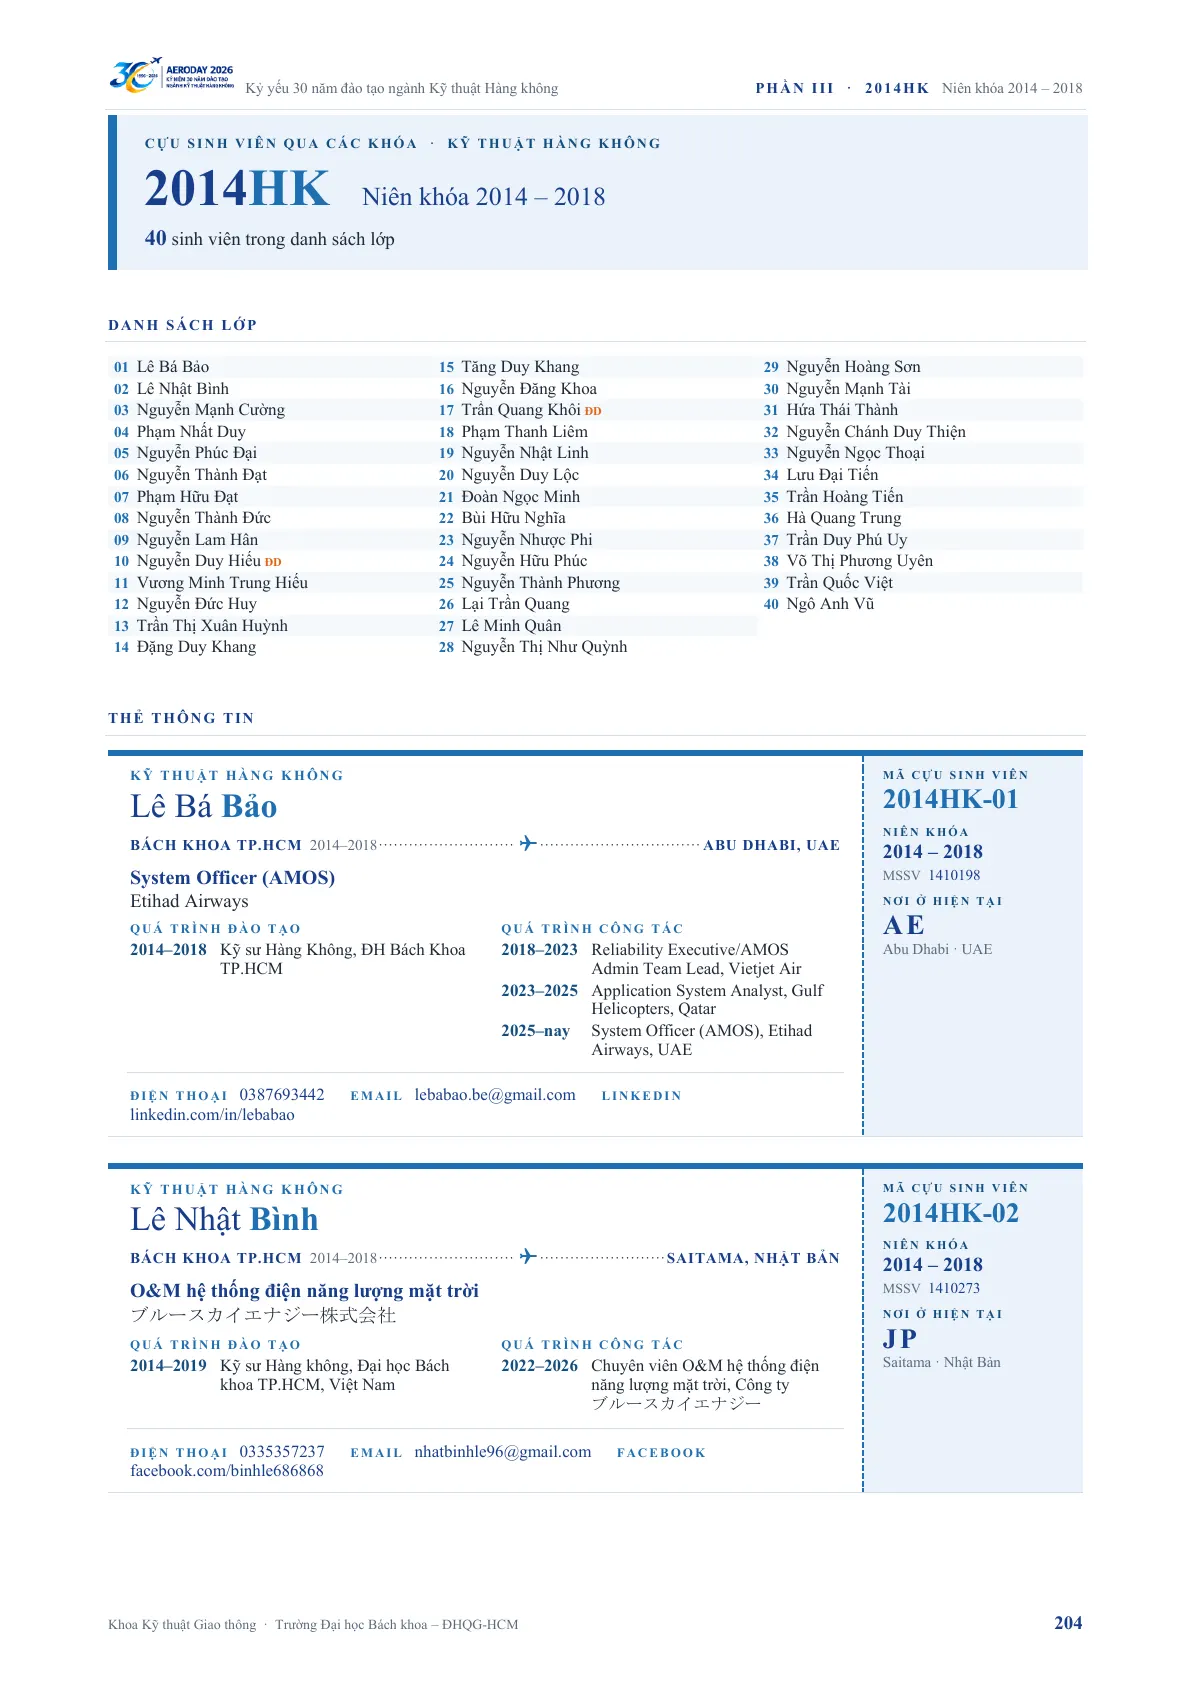 30
1996 - 2026
AERODAY 2026
KỶ NIỆM 30 NĂM ĐÀO TẠO
NGÀNH KỸ THUẬT HÀNG KHÔNG
Kỷ yếu 30 năm đào tạo ngành Kỹ thuật Hàng không
PHẦN III · 2014HK Niên khóa 2014 – 2018
CỰU SINH VIÊN QUA CÁC KHÓA · KỸ THUẬT HÀNG KHÔNG
2014HK Niên khóa 2014 – 2018
40 sinh viên trong danh sách lớp
DANH SÁCH LỚP
01 Lê Bá Bảo
02 Lê Nhật Bình
03 Nguyễn Mạnh Cường
04 Phạm Nhất Duy
05 Nguyễn Phúc Đại
06 Nguyễn Thành Đạt
07 Phạm Hữu Đạt
08 Nguyễn Thành Đức
09 Nguyễn Lam Hân
10 Nguyễn Duy Hiếu ĐD
11 Vương Minh Trung Hiếu
12 Nguyễn Đức Huy
13 Trần Thị Xuân Huỳnh
14 Đặng Duy Khang
15 Tăng Duy Khang
16 Nguyễn Đăng Khoa
17 Trần Quang Khôi ĐD
18 Phạm Thanh Liêm
19 Nguyễn Nhật Linh
20 Nguyễn Duy Lộc
21 Đoàn Ngọc Minh
22 Bùi Hữu Nghĩa
23 Nguyễn Nhược Phi
24 Nguyễn Hữu Phúc
25 Nguyễn Thành Phương
26 Lại Trần Quang
27 Lê Minh Quân
28 Nguyễn Thị Như Quỳnh
29 Nguyễn Hoàng Sơn
30 Nguyễn Mạnh Tài
31 Hứa Thái Thành
32 Nguyễn Chánh Duy Thiện
33 Nguyễn Ngọc Thoại
34 Lưu Đại Tiến
35 Trần Hoàng Tiến
36 Hà Quang Trung
37 Trần Duy Phú Uy
38 Võ Thị Phương Uyên
39 Trần Quốc Việt
40 Ngô Anh Vũ
THẺ THÔNG TIN
KỸ THUẬT HÀNG KHÔNG
Lê Bá Bảo
BÁCH KHOA TP.HCM 2014–2018 ABU DHABI, UAE
System Officer (AMOS)
Etihad Airways
QUÁ TRÌNH ĐÀO TẠO
2014–2018 Kỹ sư Hàng Không, ĐH Bách Khoa
TP.HCM
QUÁ TRÌNH CÔNG TÁC
2018–2023 Reliability Executive/AMOS
Admin Team Lead, Vietjet Air
2023–2025 Application System Analyst, Gulf
Helicopters, Qatar
2025–nay System Officer (AMOS), Etihad
Airways, UAE
ĐIỆN THOẠI 0387693442 EMAIL lebabao.be@gmail.com LINKEDIN
linkedin.com/in/lebabao
MÃ CỰU SINH VIÊN
2014HK-01
NIÊN KHÓA
2014 – 2018
MSSV 1410198
NƠI Ở HIỆN TẠI
AE
Abu Dhabi · UAE
KỸ THUẬT HÀNG KHÔNG
Lê Nhật Bình
BÁCH KHOA TP.HCM 2014–2018 SAITAMA, NHẬT BẢN
O&M hệ thống điện năng lượng mặt trời
ブルースカイエナジー株式会社
QUÁ TRÌNH ĐÀO TẠO
2014–2019 Kỹ sư Hàng không, Đại học Bách
khoa TP.HCM, Việt Nam
QUÁ TRÌNH CÔNG TÁC
2022–2026 Chuyên viên O&M hệ thống điện
năng lượng mặt trời, Công ty
ブルースカイエナジー
ĐIỆN THOẠI 0335357237 EMAIL nhatbinhle96@gmail.com FACEBOOK
facebook.com/binhle686868
MÃ CỰU SINH VIÊN
2014HK-02
NIÊN KHÓA
2014 – 2018
MSSV 1410273
NƠI Ở HIỆN TẠI
JP
Saitama · Nhật Bản
Khoa Kỹ thuật Giao thông · Trường Đại học Bách khoa – ĐHQG-HCM
204